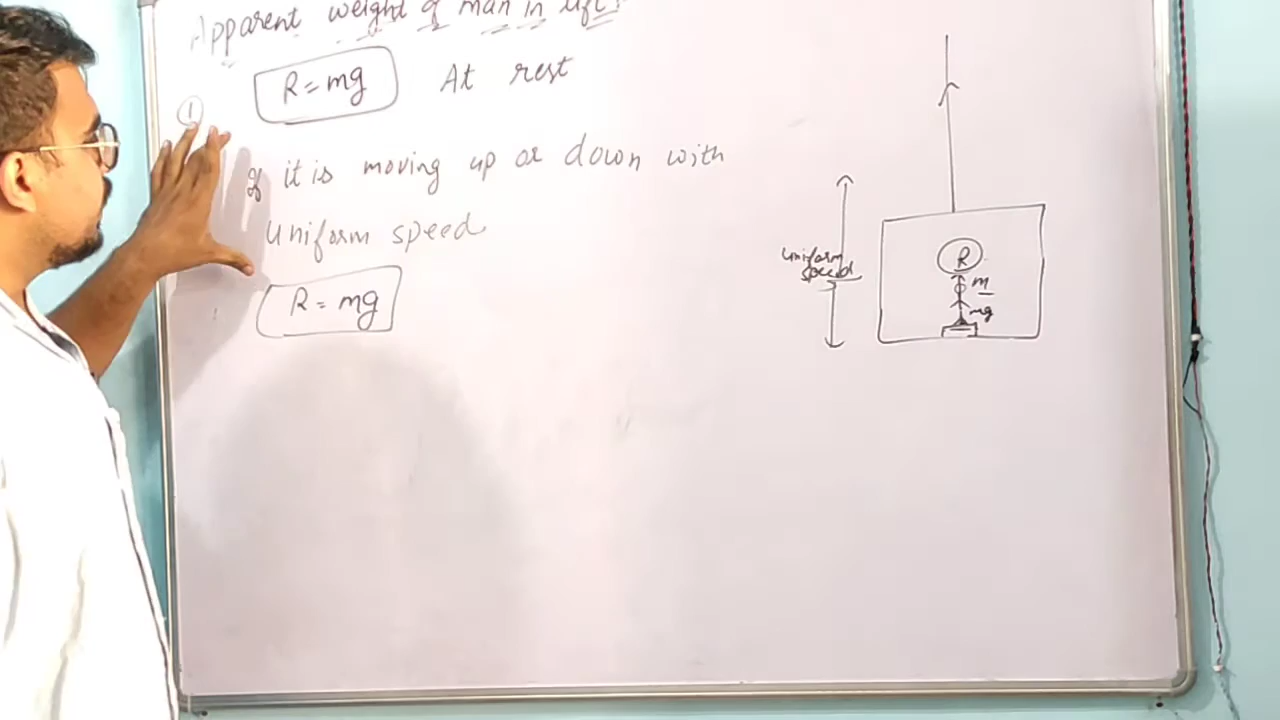 Apparent weight of man in lift:
R = mg At rest
①
If it is moving up or down with
uniform speed
R = mg
uniform
speed
R
m
mg